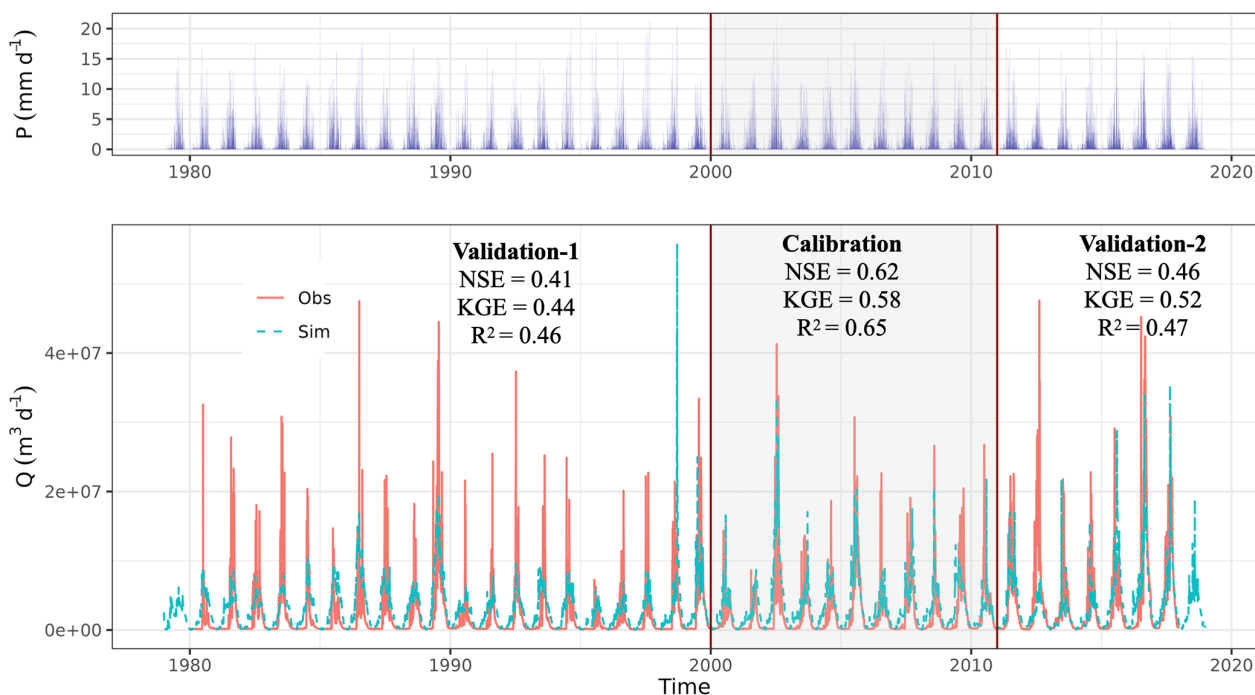 P (mm d⁻¹)
20
15
10
5
0
1980 1990 2000 2010 2020
Q (m³ d⁻¹)
4e+07
2e+07
0e+00
Obs
Sim
Validation-1
NSE = 0.41
KGE = 0.44
R² = 0.46
Calibration
NSE = 0.62
KGE = 0.58
R² = 0.65
Validation-2
NSE = 0.46
KGE = 0.52
R² = 0.47
1980 1990 2000 2010 2020
Time